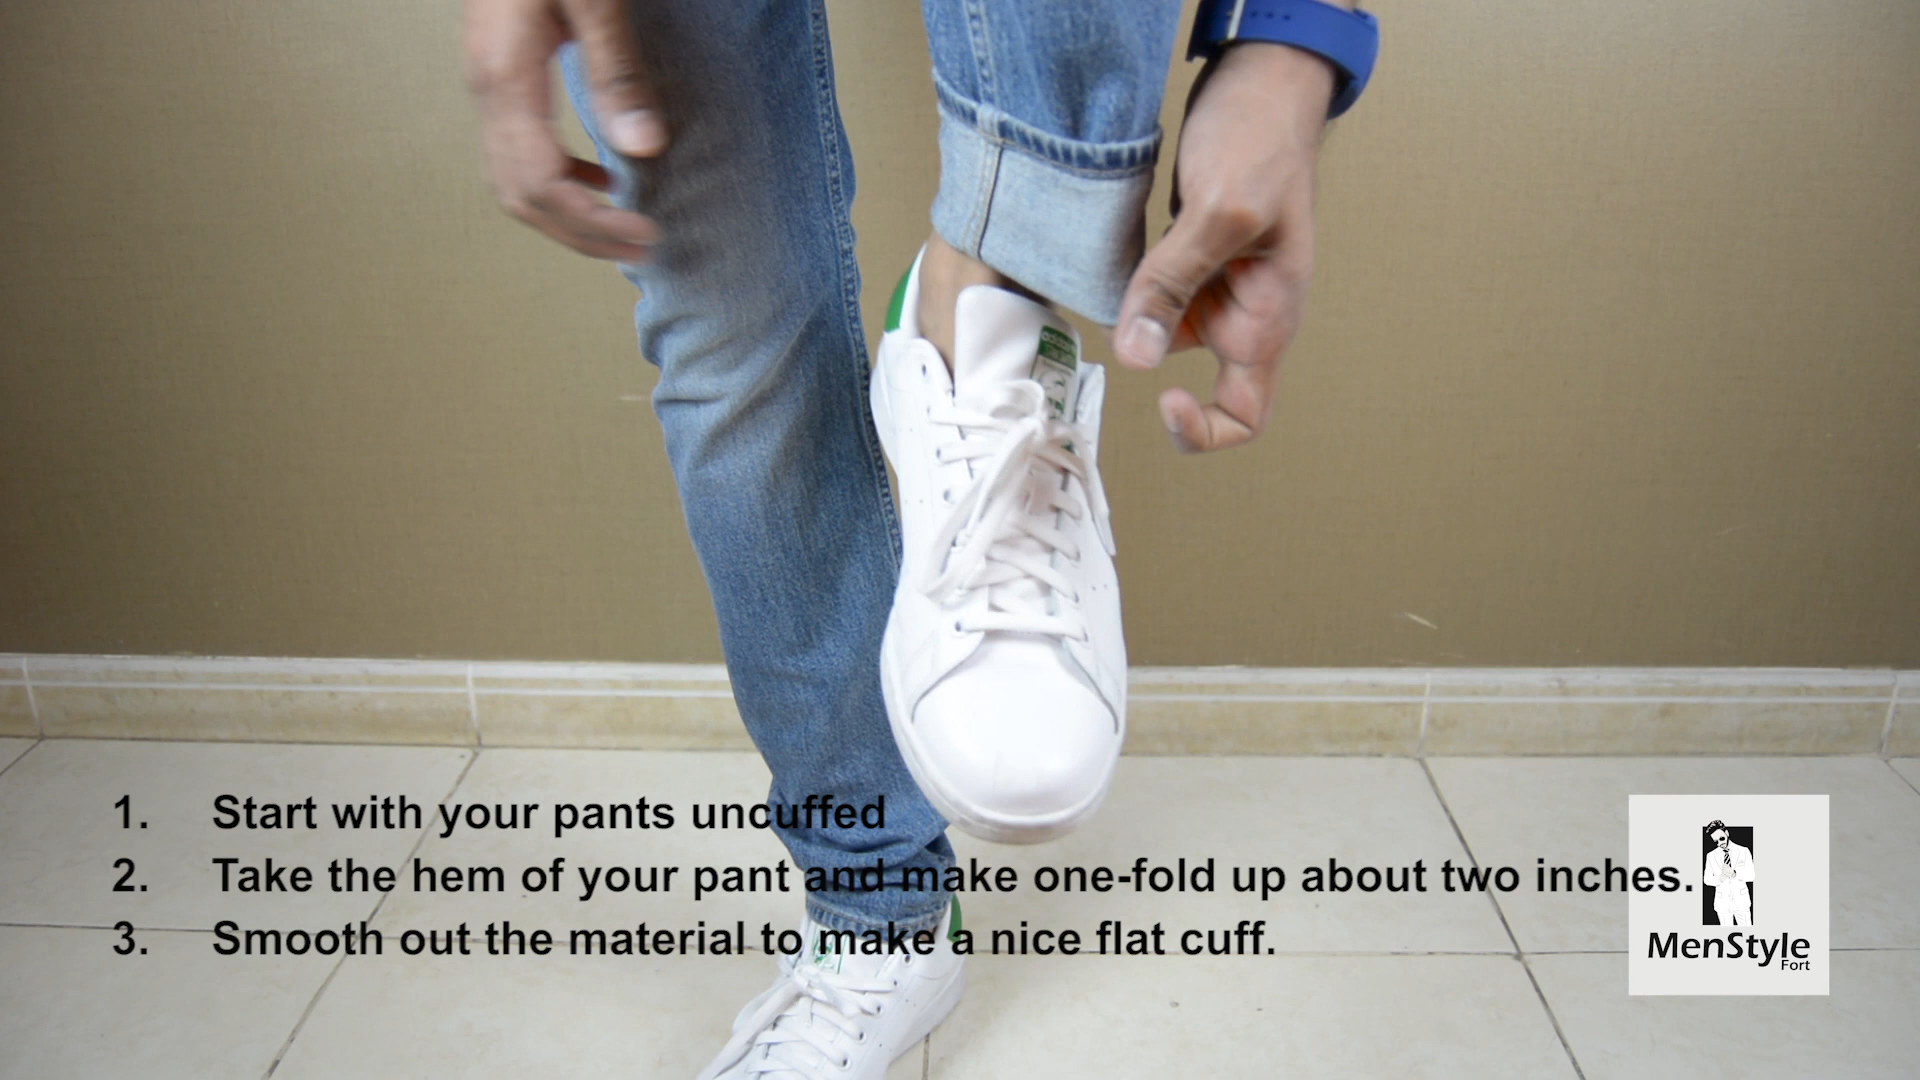 1. Start with your pants uncuffed
2. Take the hem of your pant and make one-fold up about two inches.
3. Smooth out the material to make a nice flat cuff.
MenStyle
Fort